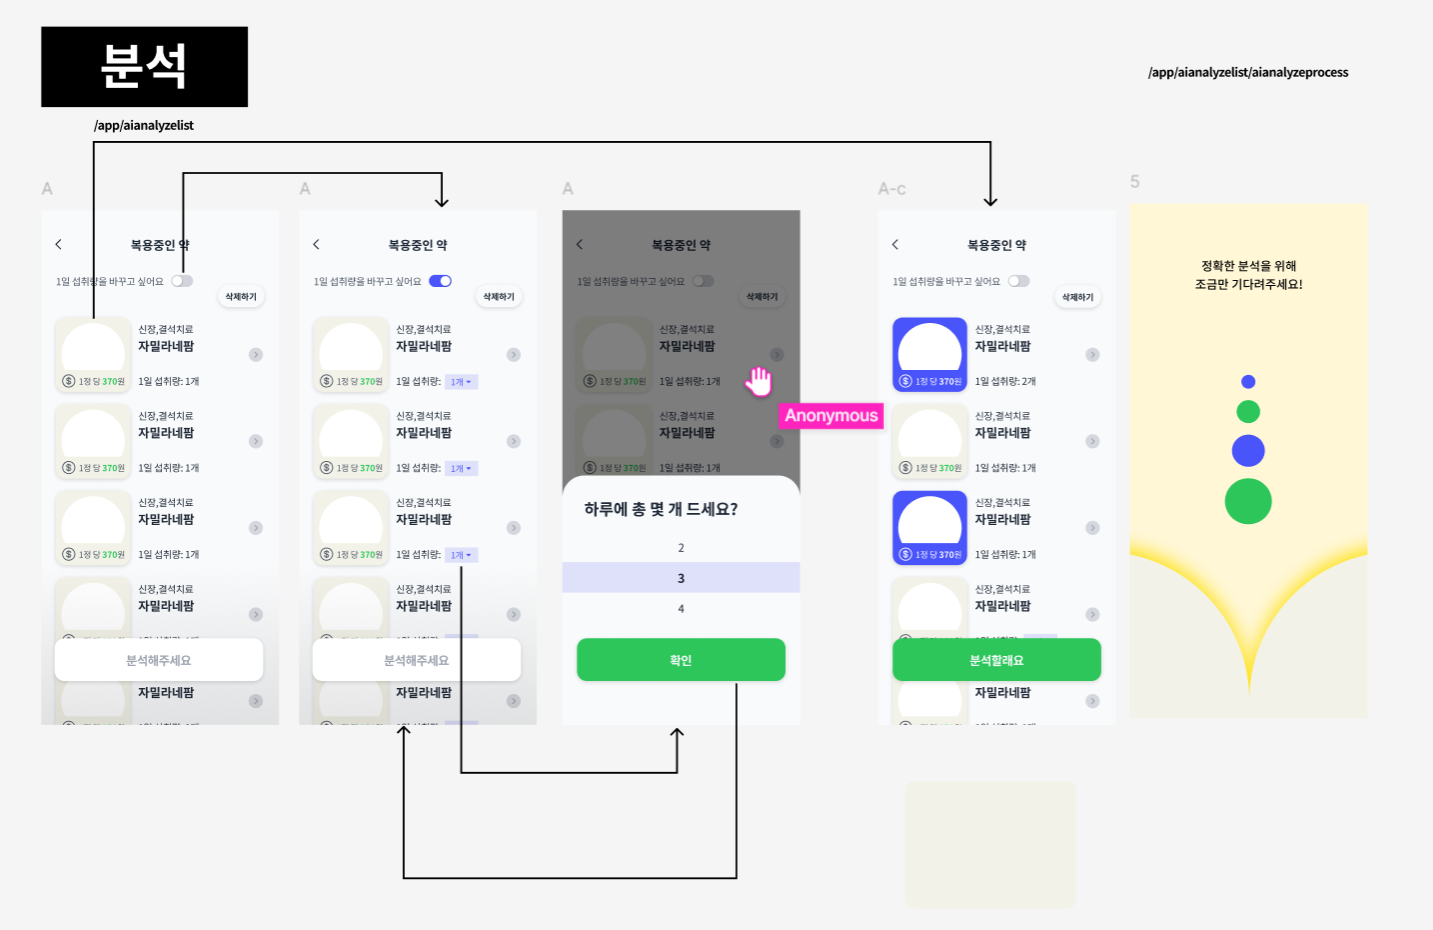 분석
/app/aianalyzelist
/app/aianalyzelist/aianalyzeprocess
A
복용중인 약
1일 섭취량을 바꾸고 싶어요
삭제하기
신장,결석치료
자밀라네팜
1정 당 370원
1일 섭취량: 1개
신장,결석치료
자밀라네팜
1정 당 370원
1일 섭취량: 1개
신장,결석치료
자밀라네팜
1정 당 370원
1일 섭취량: 1개
신장,결석치료
자밀라네팜
분석해주세요
자밀라네팜
A
복용중인 약
1일 섭취량을 바꾸고 싶어요
삭제하기
신장,결석치료
자밀라네팜
1정 당 370원
1일 섭취량: 1개
신장,결석치료
자밀라네팜
1정 당 370원
1일 섭취량: 1개
신장,결석치료
자밀라네팜
1정 당 370원
1일 섭취량: 1개
신장,결석치료
자밀라네팜
분석해주세요
자밀라네팜
A
복용중인 약
1일 섭취량을 바꾸고 싶어요
삭제하기
신장,결석치료
자밀라네팜
1정 당 370원
1일 섭취량: 1개
Anonymous
신장,결석치료
자밀라네팜
1정 당 370원
1일 섭취량: 1개
하루에 총 몇 개 드세요?
2
3
4
확인
A-c
복용중인 약
1일 섭취량을 바꾸고 싶어요
삭제하기
신장,결석치료
자밀라네팜
1정 당 370원
1일 섭취량: 2개
신장,결석치료
자밀라네팜
1정 당 370원
1일 섭취량: 1개
신장,결석치료
자밀라네팜
1정 당 370원
1일 섭취량: 1개
신장,결석치료
자밀라네팜
분석할래요
자밀라네팜
5
정확한 분석을 위해
조금만 기다려주세요!